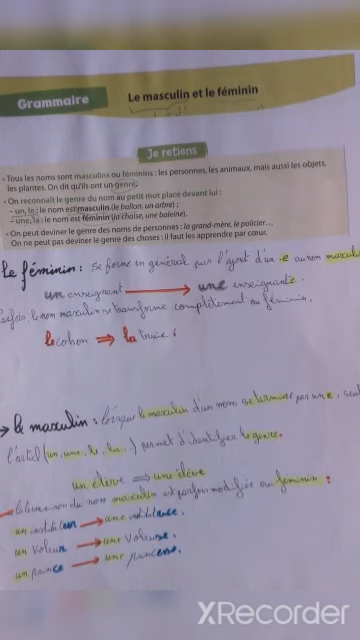 Grammaire
Le masculin et le féminin
Je retiens
• Tous les noms sont masculins ou féminins : les personnes, les animaux, mais aussi les objets,
les plantes. On dit qu'ils ont un genre.
• On reconnaît le genre du nom au petit mot placé devant lui :
– un, le : le nom est masculin (le ballon, un arbre) ;
– une, la : le nom est féminin (la chaise, une baleine).
• On peut deviner le genre des noms de personnes : la grand-mère, le policier...
On ne peut pas deviner le genre des choses : il faut les apprendre par cœur.
Le féminin : se forme en général par l'ajout d'un -e au nom masculin
un enseignant → une enseignante.
Parfois, le nom masculin se transforme complètement au féminin.
le cochon ⇒ la truie.
→ le masculin : lorsque le masculin d'un nom se termine par un e, seul
(un, une, le, la..) permet d'identifier le genre.
un élève ⇒ une élève
du nom masculin est parfois modifiée au féminin :
un instituteur → une institutrice.
un voleur → une voleuse.
un prince → une princesse.
XRecorder